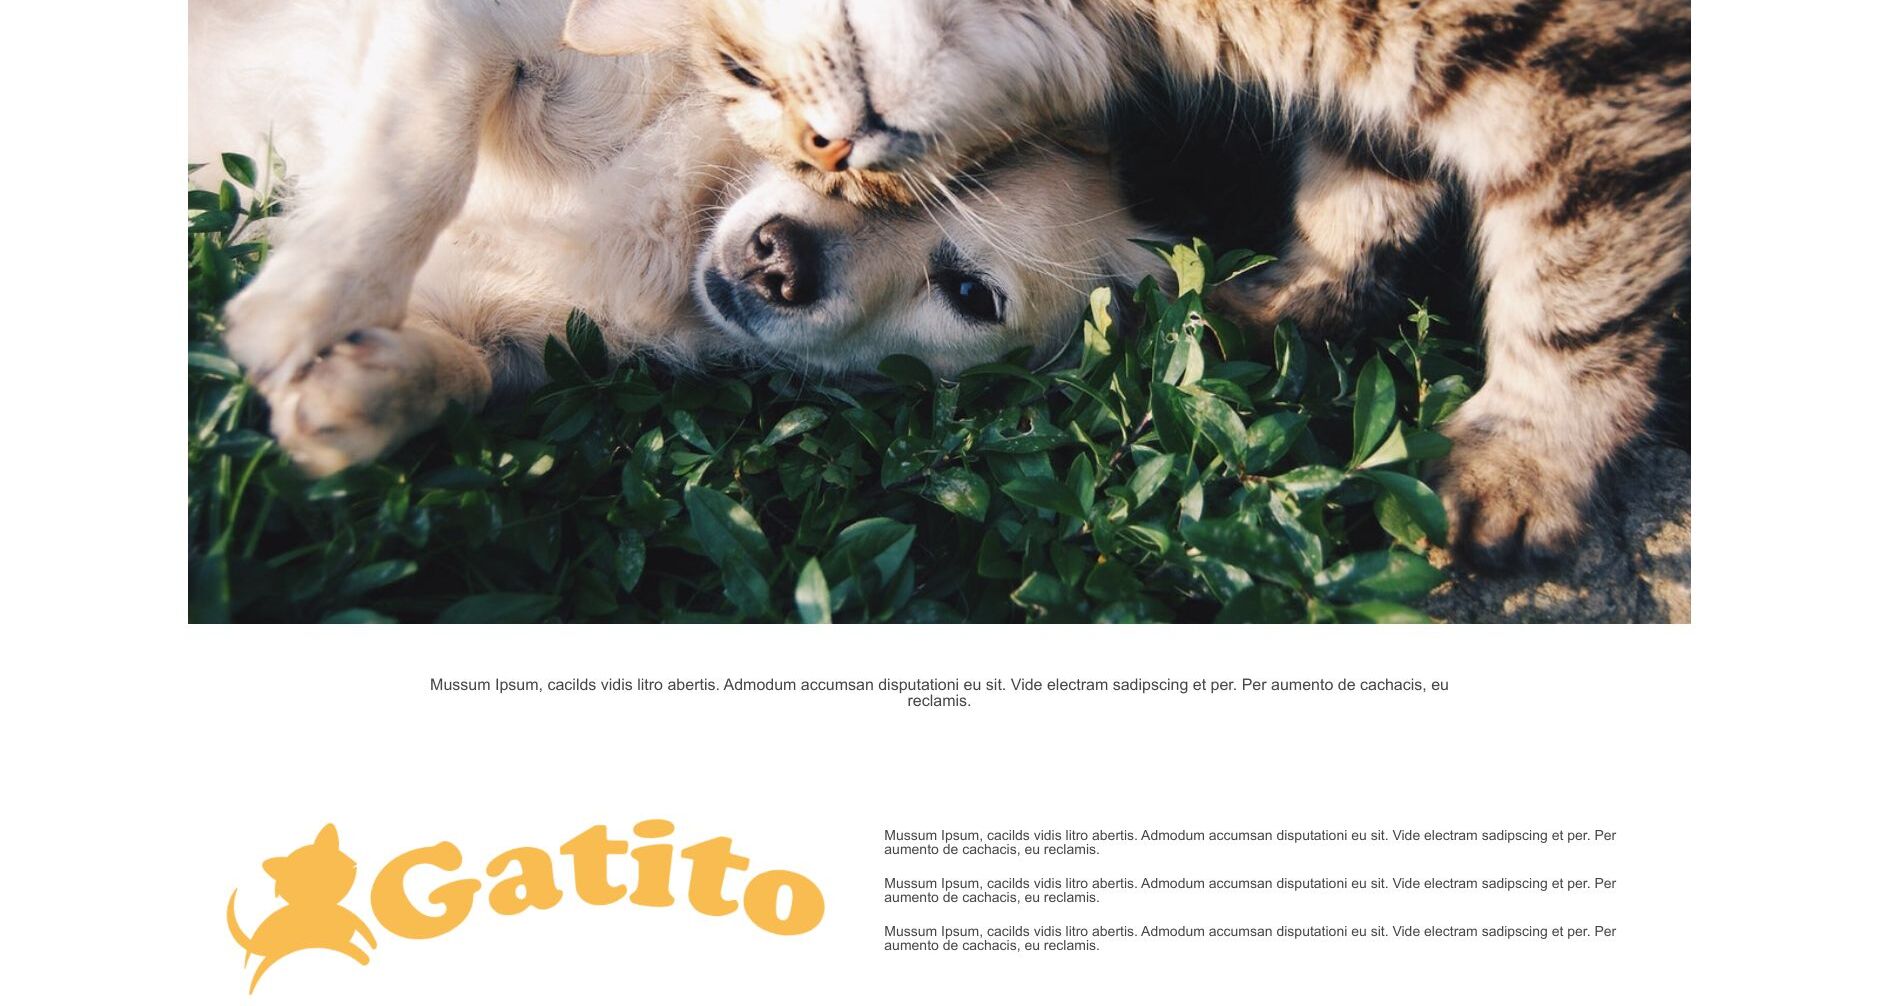 Mussum Ipsum, cacilds vidis litro abertis. Admodum accumsan disputationi eu sit. Vide electram sadipscing et per. Per aumento de cachacis, eu
reclamis.
Gatito
Mussum Ipsum, cacilds vidis litro abertis. Admodum accumsan disputationi eu sit. Vide electram sadipscing et per. Per
aumento de cachacis, eu reclamis.
Mussum Ipsum, cacilds vidis litro abertis. Admodum accumsan disputationi eu sit. Vide electram sadipscing et per. Per
aumento de cachacis, eu reclamis.
Mussum Ipsum, cacilds vidis litro abertis. Admodum accumsan disputationi eu sit. Vide electram sadipscing et per. Per
aumento de cachacis, eu reclamis.